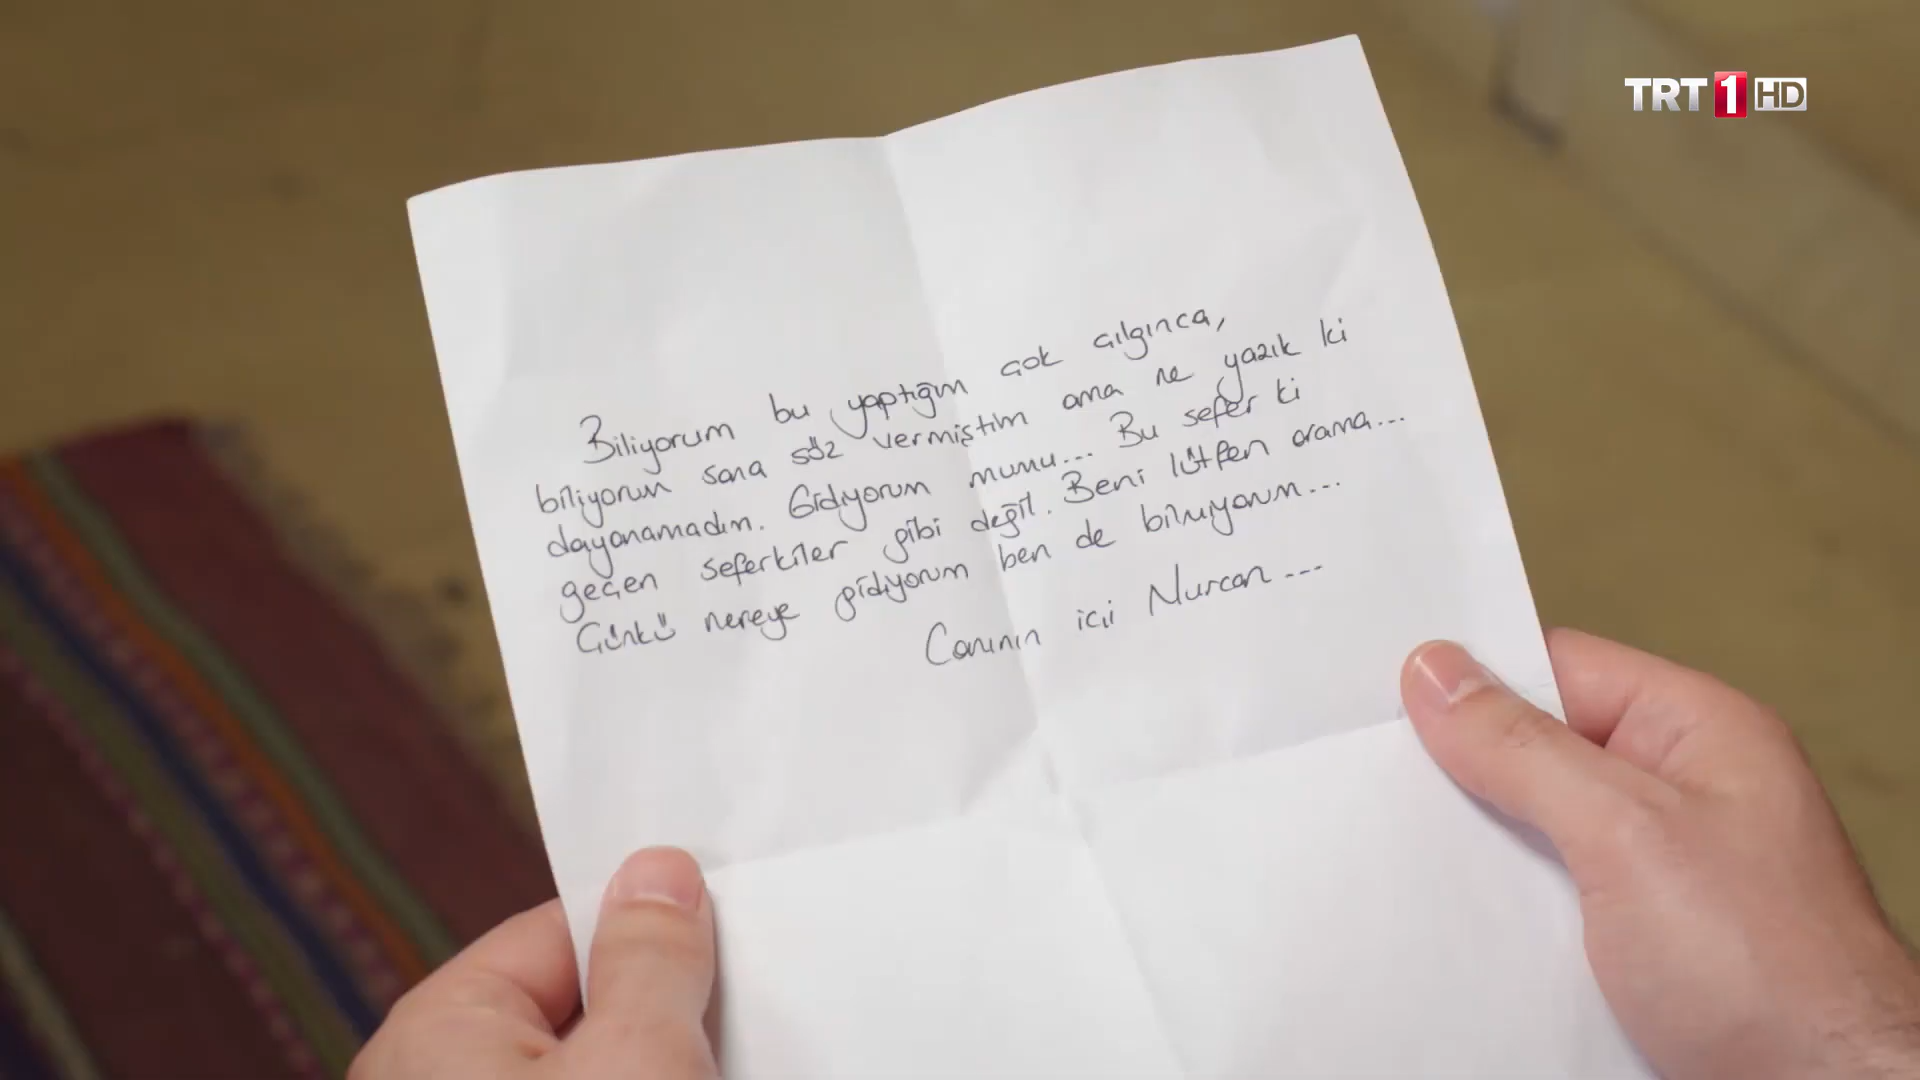 TRT 1 HD
Biliyorum bu yaptığım çok çılgınca,
biliyorum sana söz vermiştim ama ne yazık ki
dayanamadım. Gidiyorum mumu... Bu sefer ki
geçen seferkiler gibi değil. Beni lütfen arama...
Çünkü nereye gidiyorum ben de bilmiyorum...
Canının içi Nurcan...